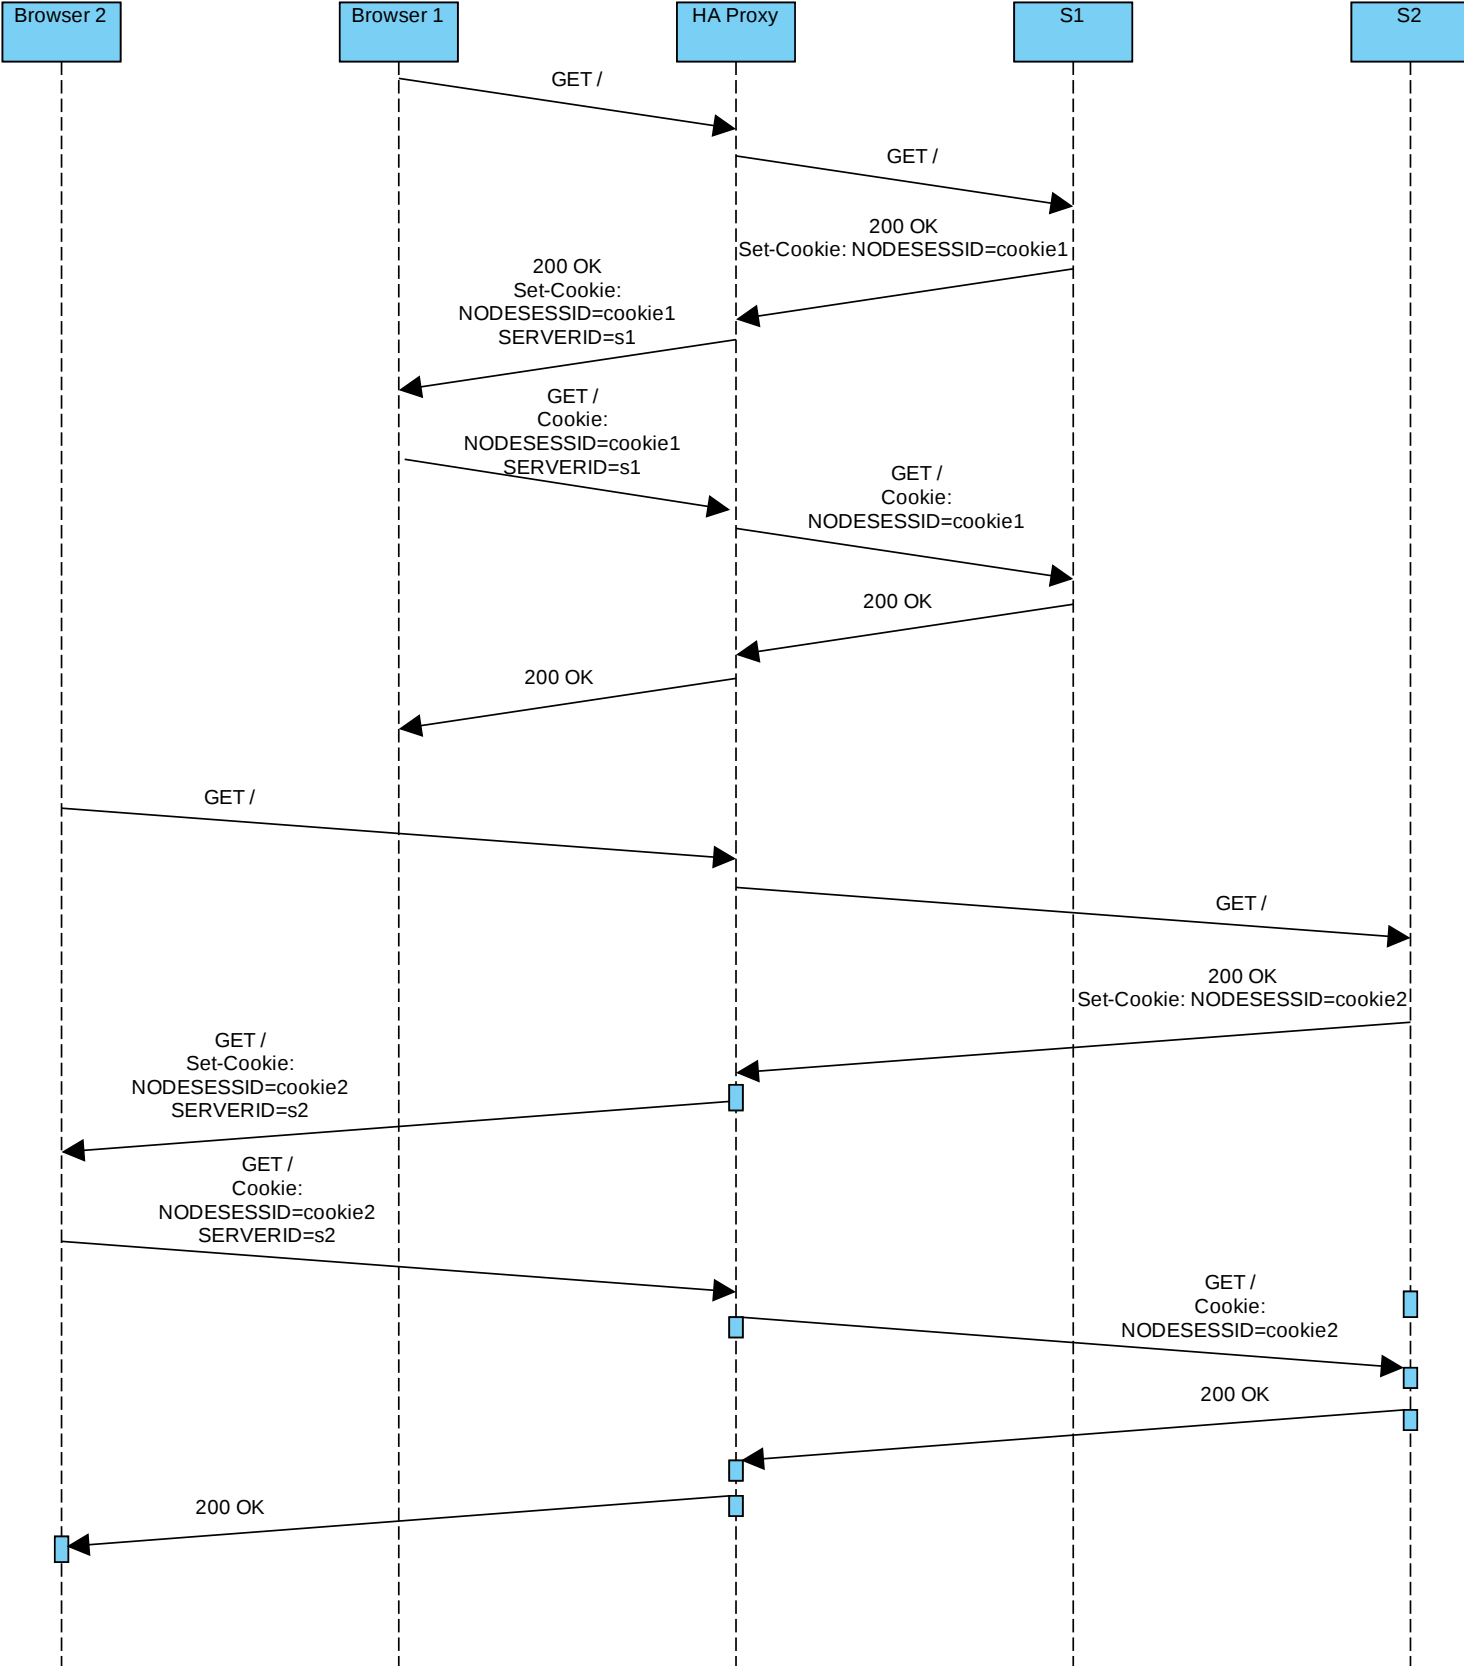 Browser 2
Browser 1
HA Proxy
S1
S2
GET /
GET /
200 OK
Set-Cookie: NODESESSID=cookie1
200 OK
Set-Cookie:
NODESESSID=cookie1
SERVERID=s1
GET /
Cookie:
NODESESSID=cookie1
SERVERID=s1
GET /
Cookie:
NODESESSID=cookie1
200 OK
200 OK
GET /
GET /
200 OK
Set-Cookie: NODESESSID=cookie2
GET /
Set-Cookie:
NODESESSID=cookie2
SERVERID=s2
GET /
Cookie:
NODESESSID=cookie2
SERVERID=s2
GET /
Cookie:
NODESESSID=cookie2
200 OK
200 OK